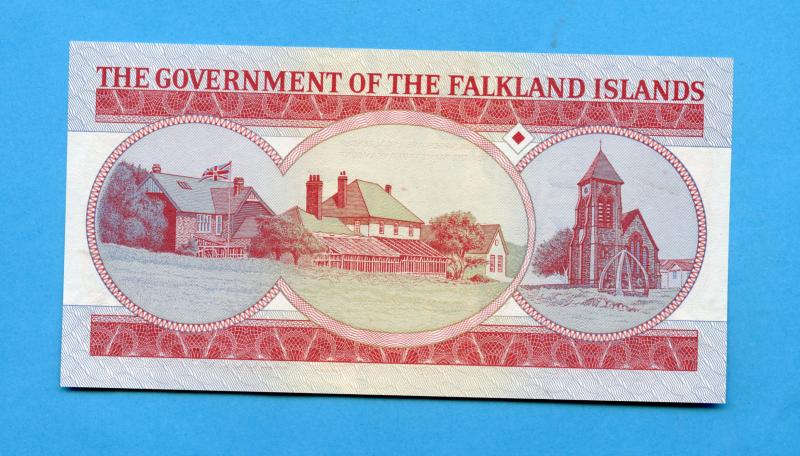 THE GOVERNMENT OF THE FALKLAND ISLANDS